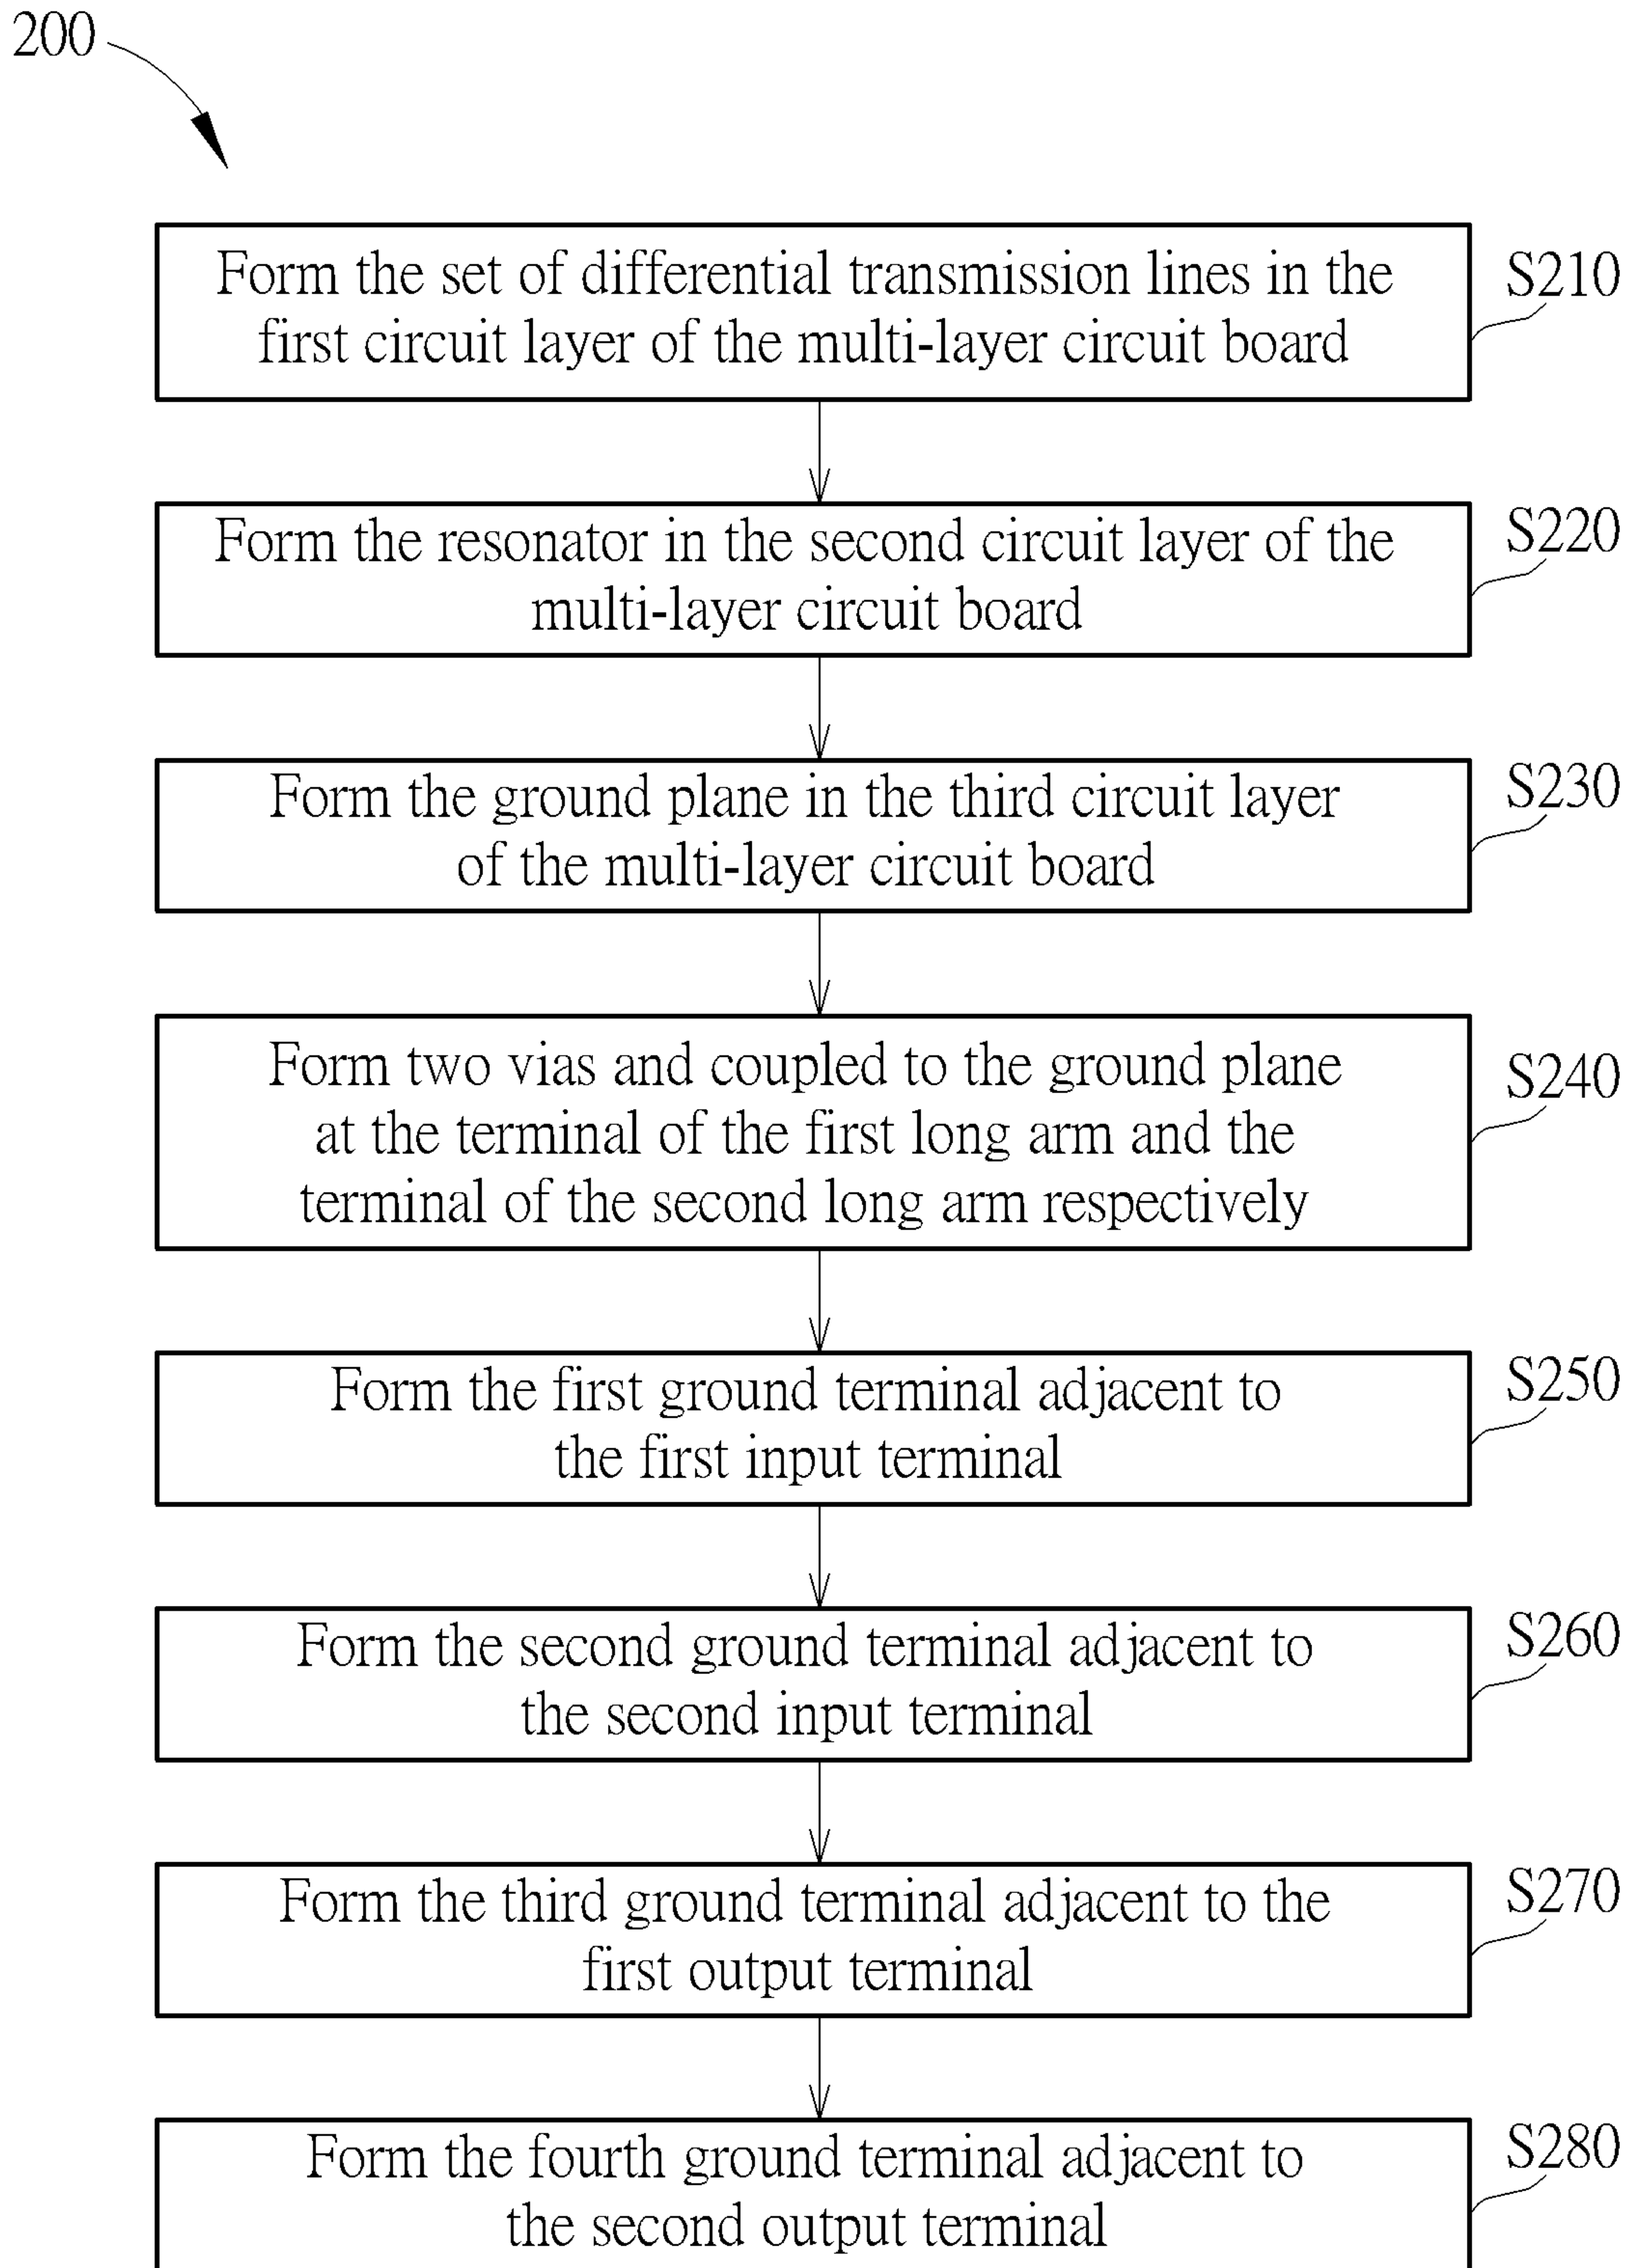 200
Form the set of differential transmission lines in the
first circuit layer of the multi-layer circuit board
S210
Form the resonator in the second circuit layer of the
multi-layer circuit board
S220
Form the ground plane in the third circuit layer
of the multi-layer circuit board
S230
Form two vias and coupled to the ground plane
at the terminal of the first long arm and the
terminal of the second long arm respectively
S240
Form the first ground terminal adjacent to
the first input terminal
S250
Form the second ground terminal adjacent to
the second input terminal
S260
Form the third ground terminal adjacent to the
first output terminal
S270
Form the fourth ground terminal adjacent to
the second output terminal
S280